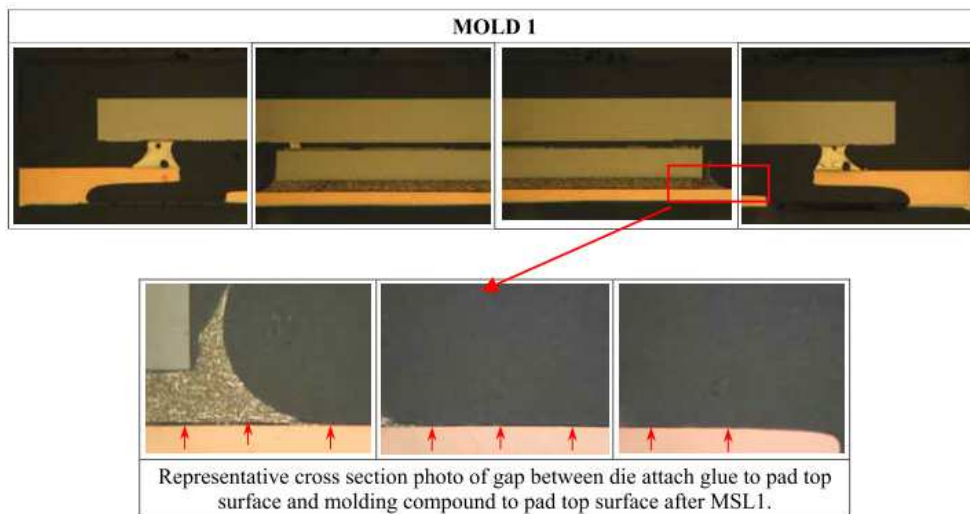 MOLD 1
Representative cross section photo of gap between die attach glue to pad top
surface and molding compound to pad top surface after MSL1.